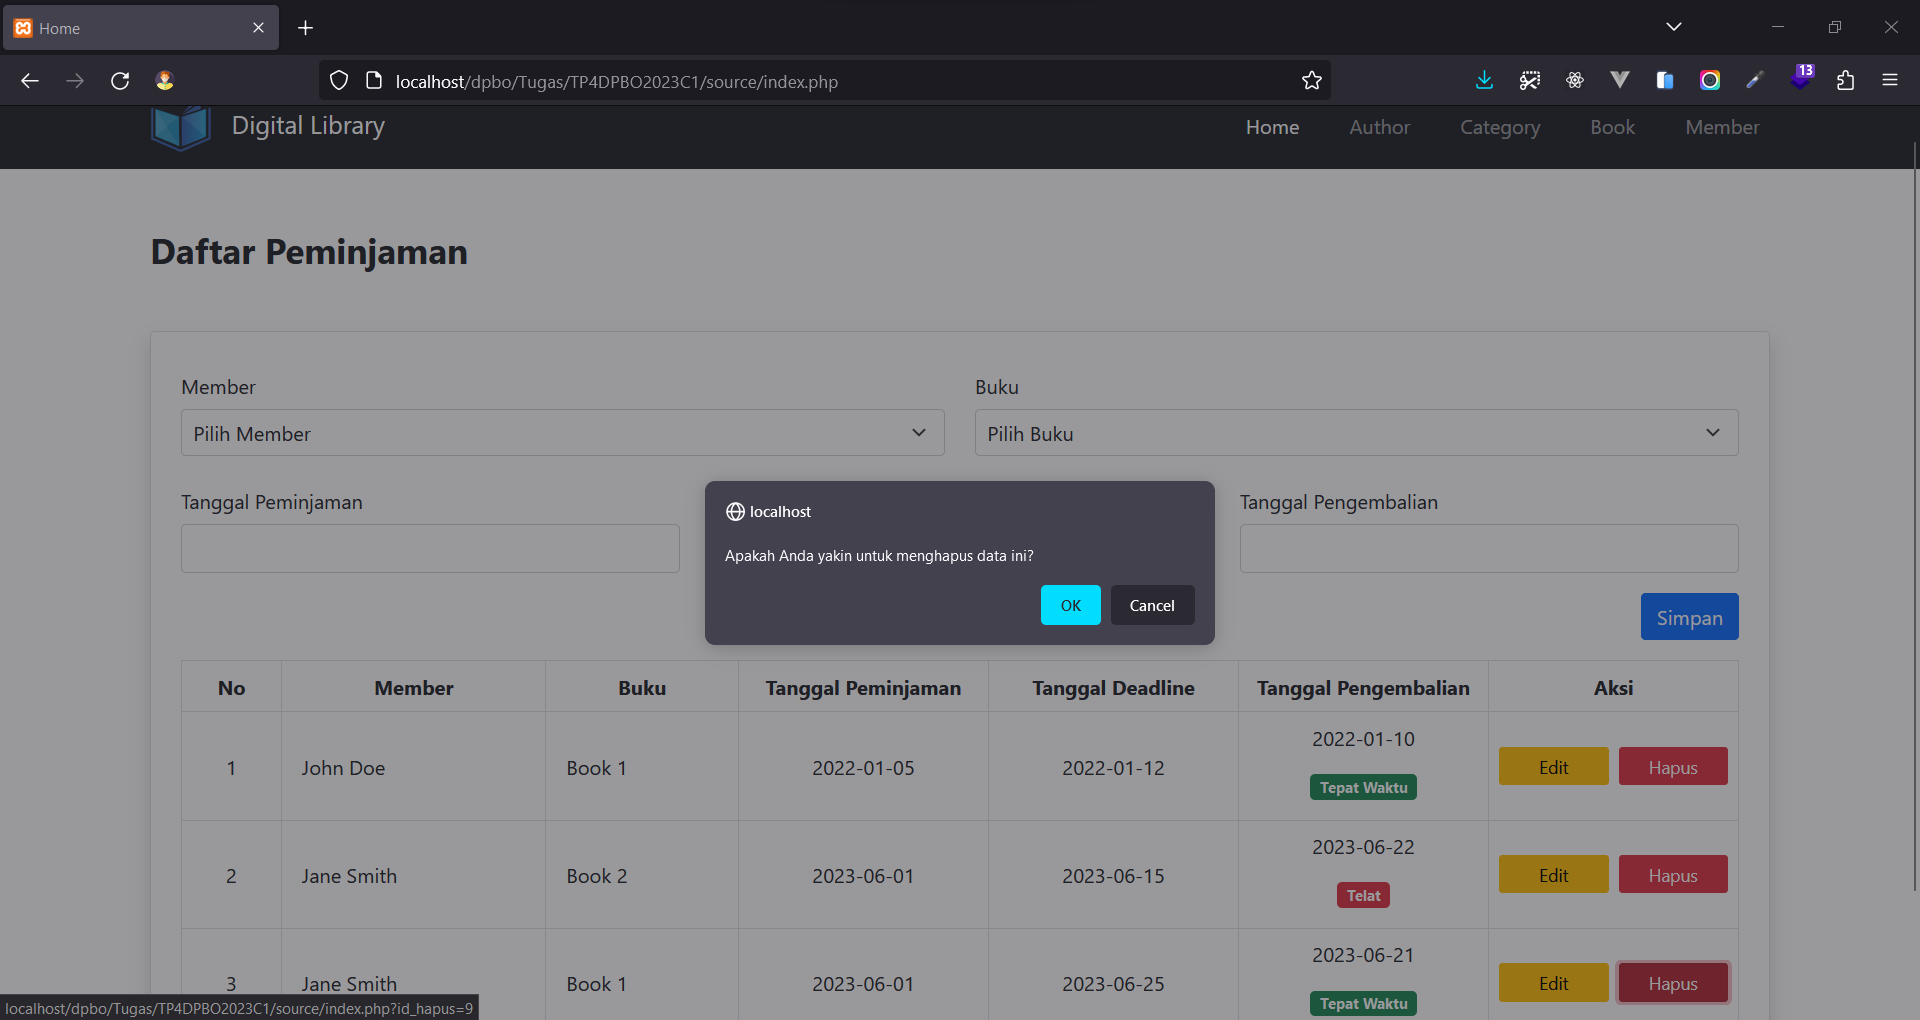 Home
13
localhost/dpbo/Tugas/TP4DPBO2023C1/source/index.php
Digital Library
Home Author Category Book Member
Daftar Peminjaman
Member Buku
Pilih Member Pilih Buku
Tanggal Peminjaman Tanggal Pengembalian
localhost
Apakah Anda yakin untuk menghapus data ini?
OK Cancel
Simpan
No Member Buku Tanggal Peminjaman Tanggal Deadline Tanggal Pengembalian Aksi
1 John Doe Book 1 2022-01-05 2022-01-12 2022-01-10 Edit Hapus
Tepat Waktu
2 Jane Smith Book 2 2023-06-01 2023-06-15 2023-06-22 Edit Hapus
Telat
3 Jane Smith Book 1 2023-06-01 2023-06-25 2023-06-21 Edit Hapus
Tepat Waktu
localhost/dpbo/Tugas/TP4DPBO2023C1/source/index.php?id_hapus=9